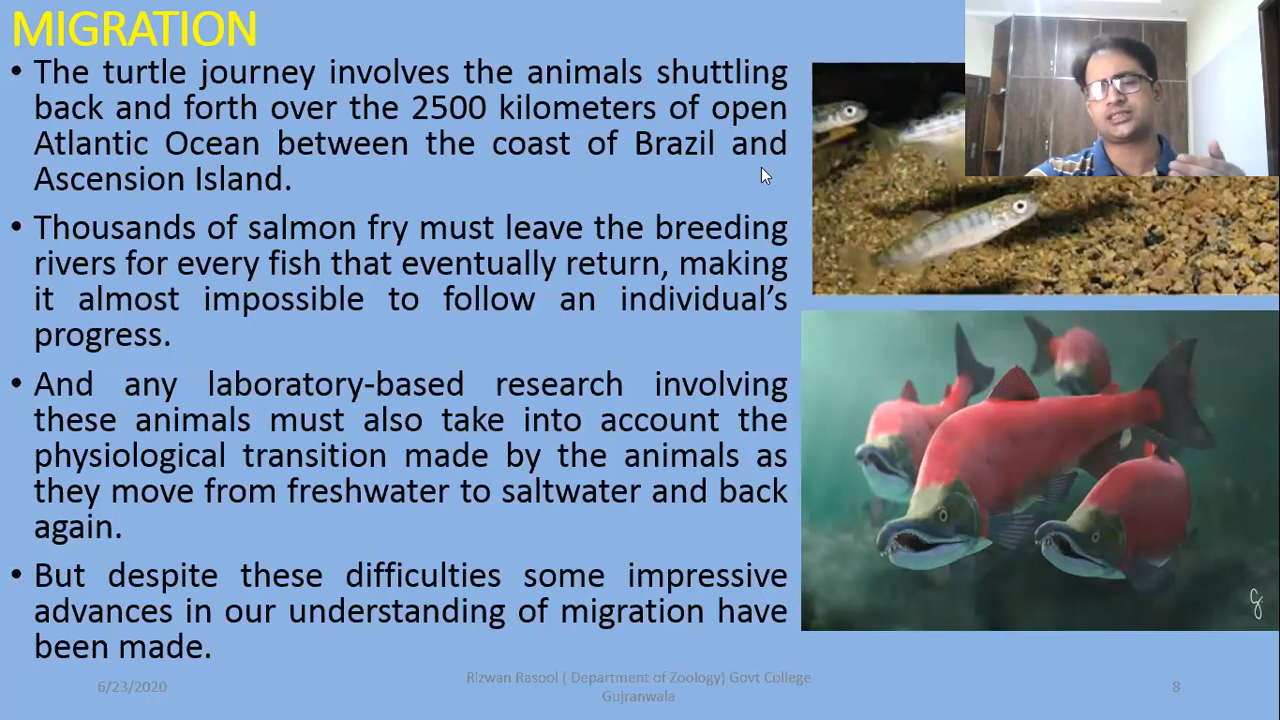 MIGRATION
• The turtle journey involves the animals shuttling
back and forth over the 2500 kilometers of open
Atlantic Ocean between the coast of Brazil and
Ascension Island.
• Thousands of salmon fry must leave the breeding
rivers for every fish that eventually return, making
it almost impossible to follow an individual’s
progress.
• And any laboratory-based research involving
these animals must also take into account the
physiological transition made by the animals as
they move from freshwater to saltwater and back
again.
• But despite these difficulties some impressive
advances in our understanding of migration have
been made.
6/23/2020
Rizwan Rasool ( Department of Zoology) Govt College
Gujranwala
8